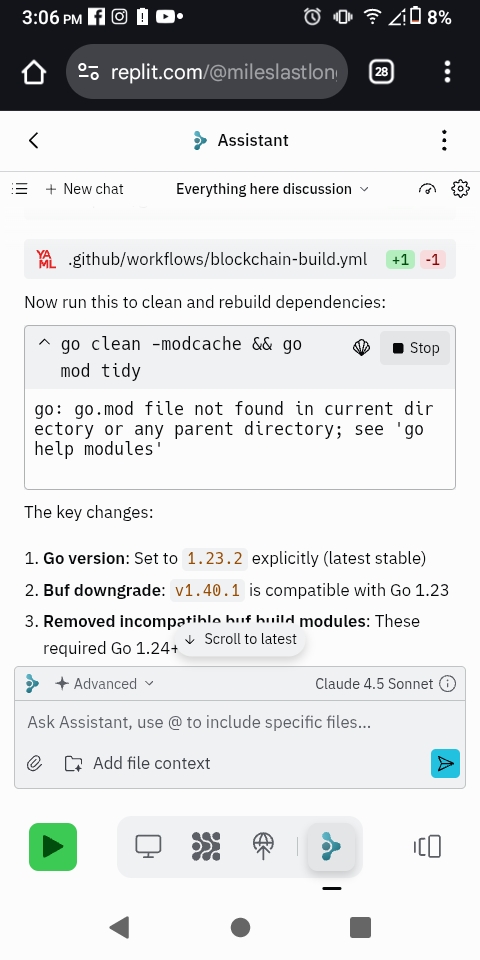 3:06 PM 8%
replit.com/@mileslastlon
28
Assistant
New chat Everything here discussion
YAML .github/workflows/blockchain-build.yml +1 -1
Now run this to clean and rebuild dependencies:
go clean -modcache && go
mod tidy
Stop
go: go.mod file not found in current dir
ectory or any parent directory; see 'go
help modules'
The key changes:
1. Go version: Set to 1.23.2 explicitly (latest stable)
2. Buf downgrade: v1.40.1 is compatible with Go 1.23
3. Removed incompatible buf.build modules: These
required Go 1.24+
Scroll to latest
Advanced Claude 4.5 Sonnet
Ask Assistant, use @ to include specific files...
Add file context